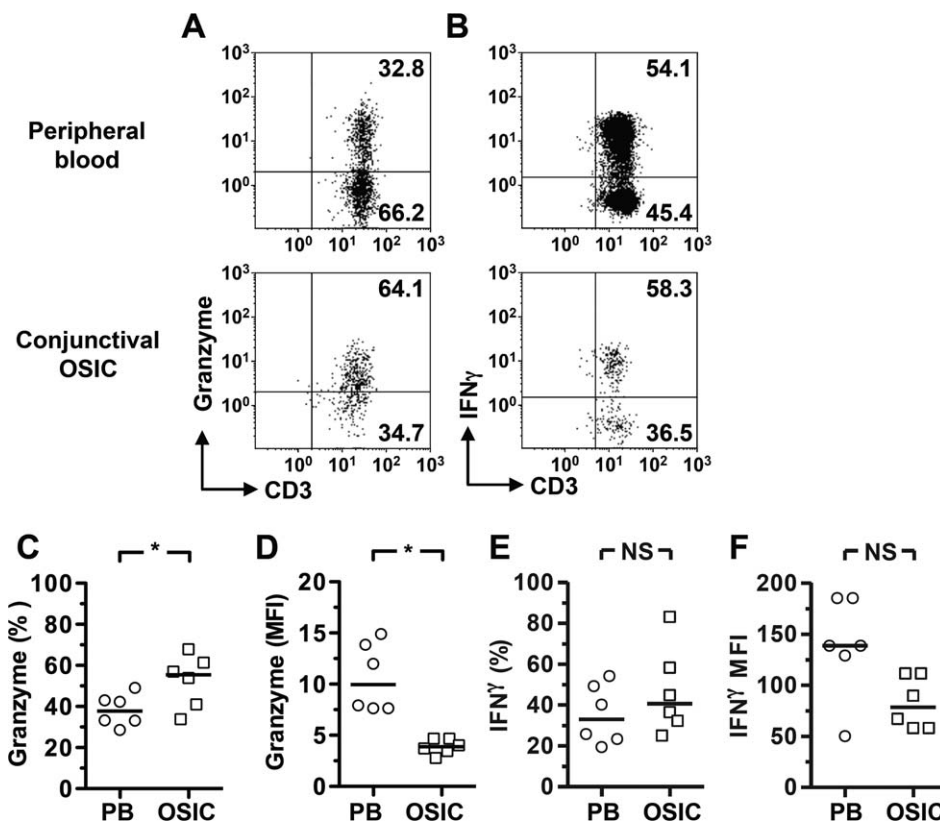 A
B
Peripheral
blood
10³
10²
10¹
10⁰
32.8
66.2
10⁰ 10¹ 10² 10³
10³
10²
10¹
10⁰
54.1
45.4
10⁰ 10¹ 10² 10³
Conjunctival
OSIC
Granzyme
10³
10²
10¹
10⁰
64.1
34.7
10⁰ 10¹ 10² 10³
CD3
IFNγ
10³
10²
10¹
10⁰
58.3
36.5
10⁰ 10¹ 10² 10³
CD3
C
*
Granzyme (%)
100
80
60
40
20
0
PB OSIC
D
*
Granzyme (MFI)
20
15
10
5
0
PB OSIC
E
NS
IFNγ (%)
100
80
60
40
20
0
PB OSIC
F
NS
IFNγ MFI
200
150
100
50
0
PB OSIC